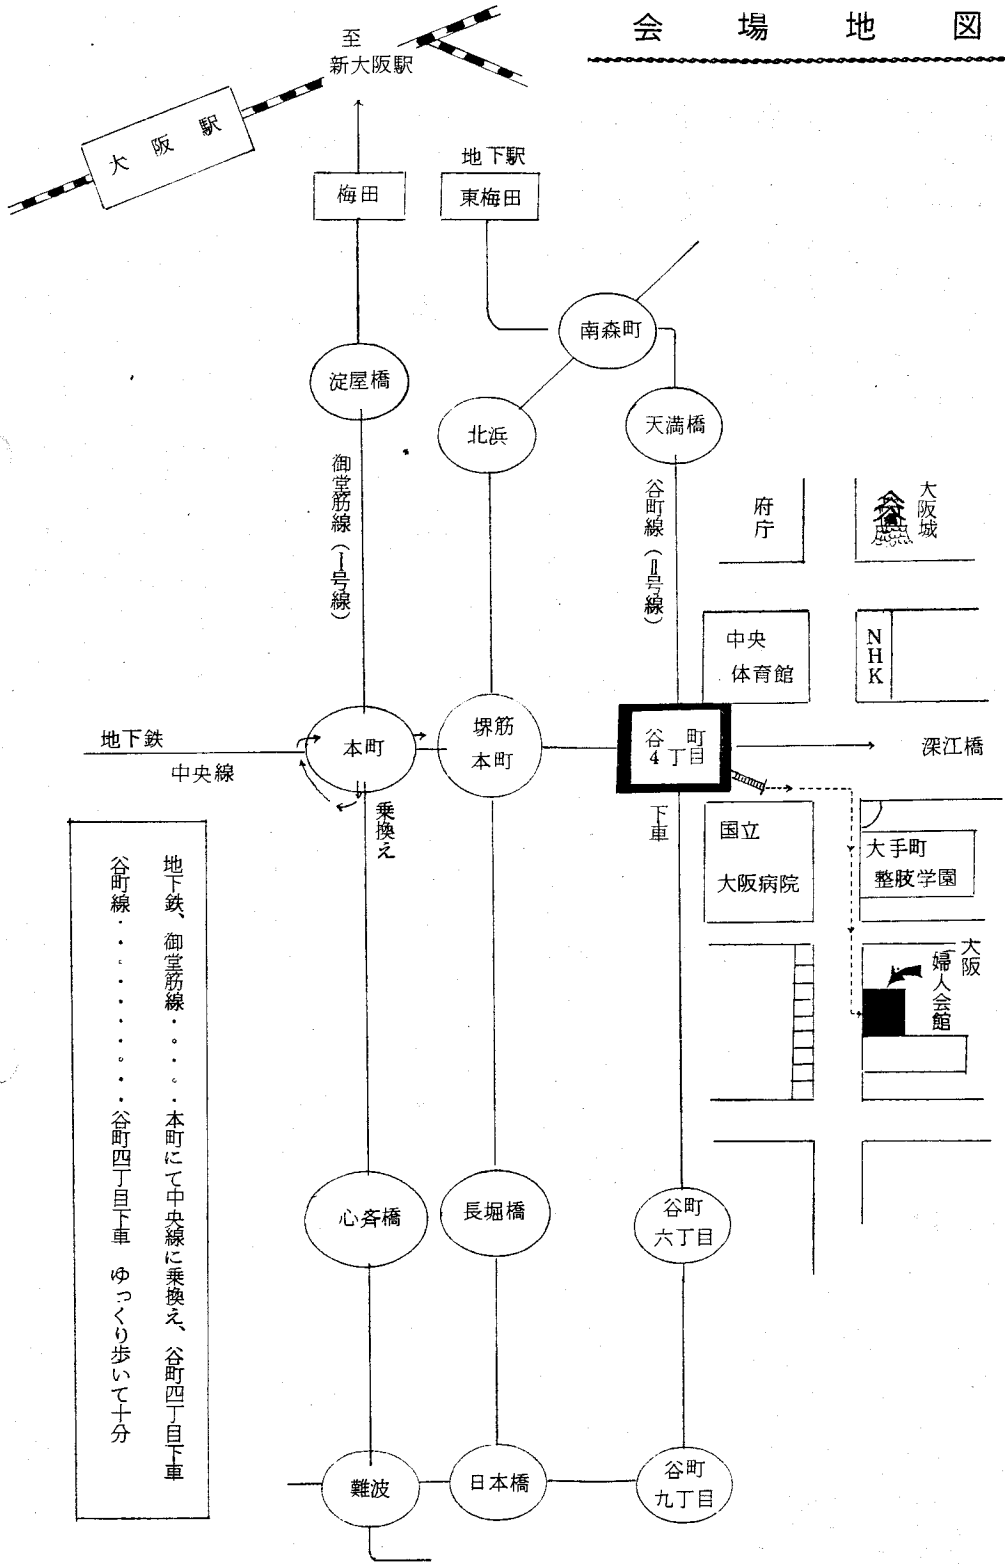 会場地図
至
新大阪駅
大阪駅
梅田
地下駅
東梅田
南森町
淀屋橋
北浜
天満橋
御堂筋線(1号線)
谷町線(Ⅱ号線)
府庁
大阪城
中央
体育館
NHK
地下鉄
中央線
本町
乗換え
堺筋
本町
谷町
4丁目
下車
深江橋
国立
大阪病院
大手町
整肢学園
大阪
婦人会館
地下鉄、御堂筋線・。・。・本町にて中央線に乗換え、谷町四丁目下車
谷町線・・。・・・・。・・谷町四丁目下車 ゆっくり歩いて十分
心斉橋
長堀橋
谷町
六丁目
難波
日本橋
谷町
九丁目